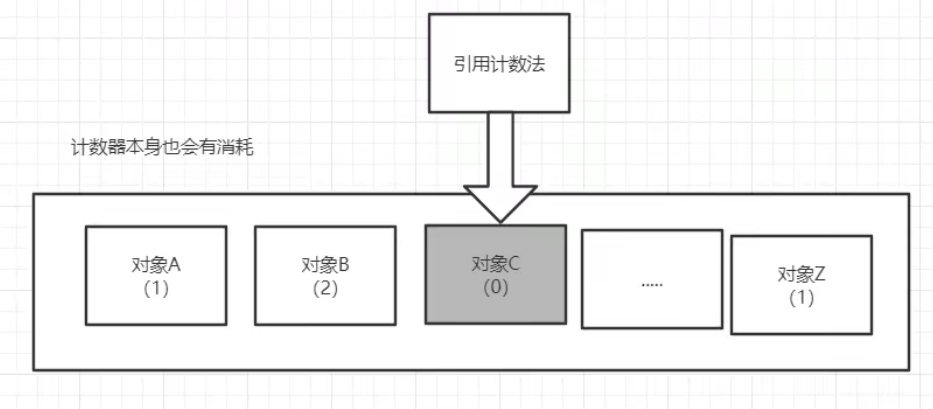 引用计数法
计数器本身也会有消耗
对象A
（1）
对象B
（2）
对象C
（0）
.....
对象Z
（1）